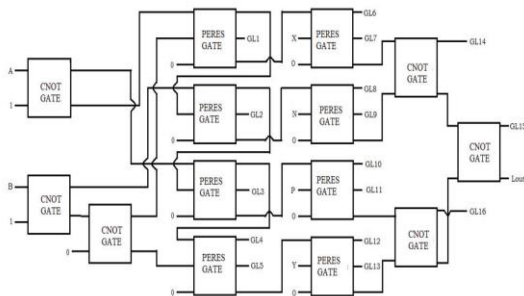 A
1
CNOT GATE
B
1
CNOT GATE
0
CNOT GATE
PERES GATE
GL1
0
PERES GATE
GL2
0
PERES GATE
GL3
0
GL4
PERES GATE
GL5
0
GL6
X
PERES GATE
GL7
0
GL8
N
PERES GATE
GL9
0
GL10
P
PERES GATE
GL11
0
GL12
Y
PERES GATE
GL13
0
CNOT GATE
GL14
CNOT GATE
GL16
CNOT GATE
GL15
Lout